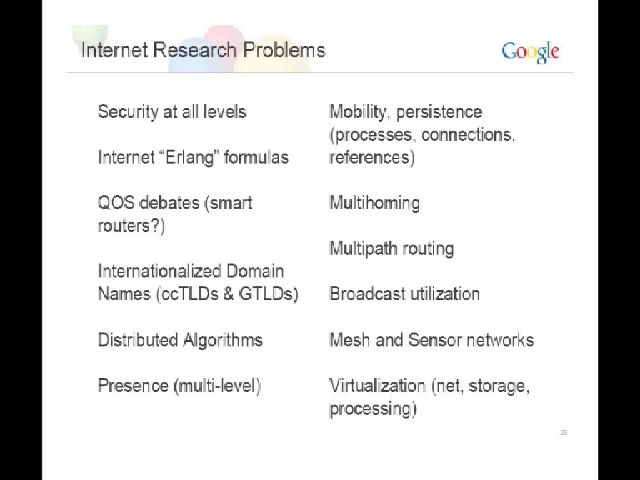 Internet Research Problems
Google
Security at all levels
Internet “Erlang” formulas
QOS debates (smart
routers?)
Internationalized Domain
Names (ccTLDs & GTLDs)
Distributed Algorithms
Presence (multi-level)
Mobility, persistence
(processes, connections,
references)
Multihoming
Multipath routing
Broadcast utilization
Mesh and Sensor networks
Virtualization (net, storage,
processing)